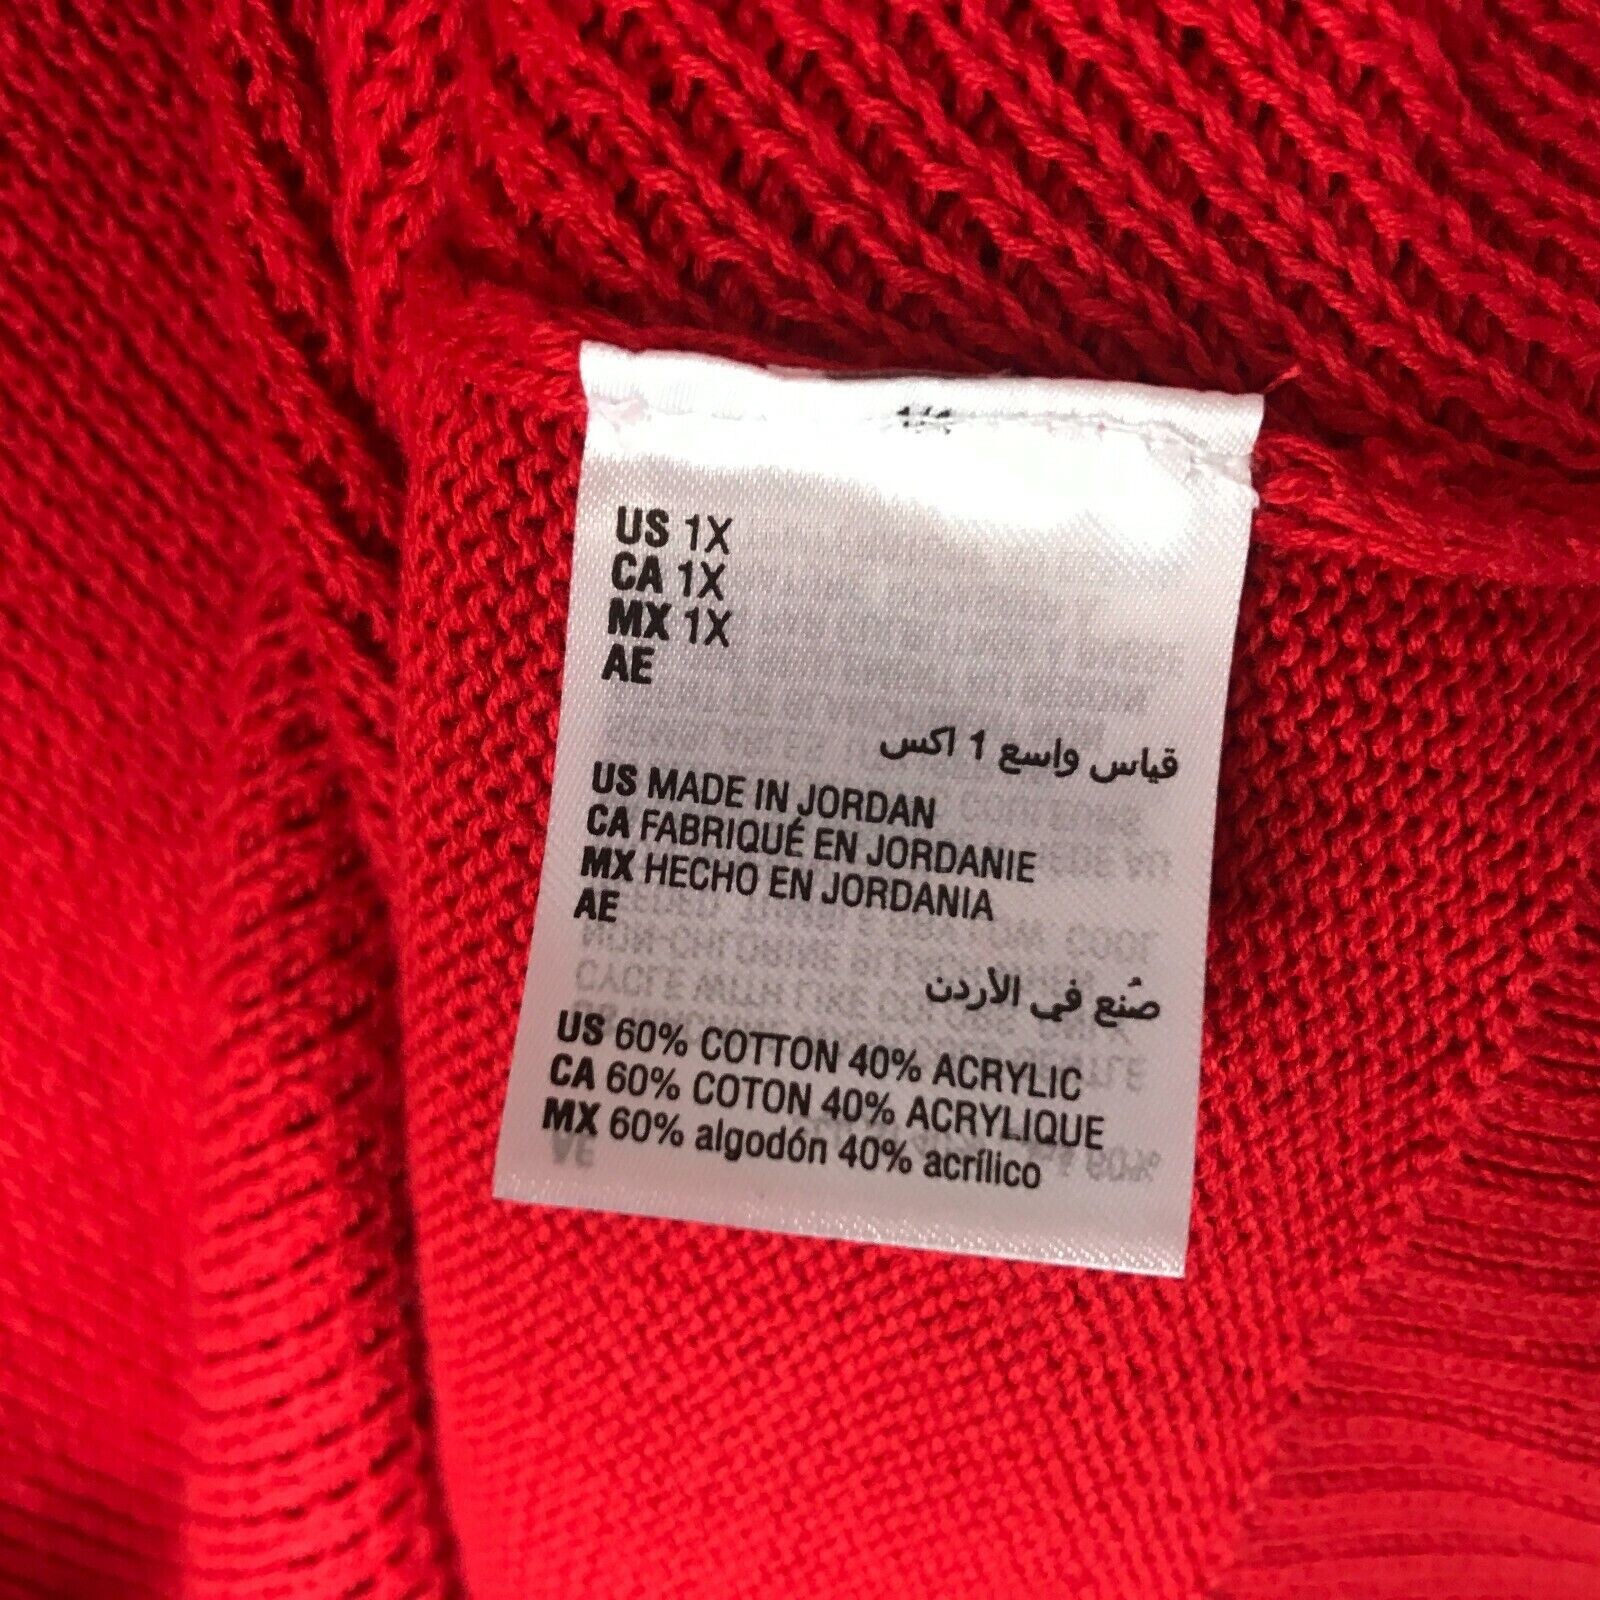 US 1X
CA 1X
MX 1X
AE
قياس واسع 1 اكس
US MADE IN JORDAN
CA FABRIQUÉ EN JORDANIE
MX HECHO EN JORDANIA
AE
صُنع في الأردن
US 60% COTTON 40% ACRYLIC
CA 60% COTON 40% ACRYLIQUE
MX 60% algodón 40% acrílico